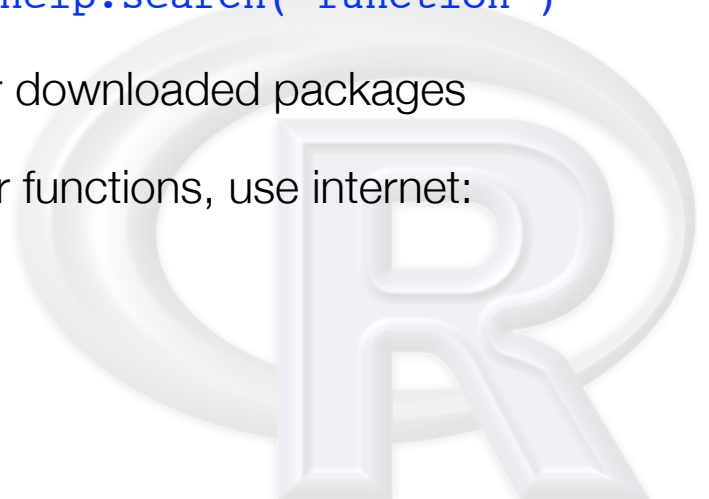 help.search("function")
r downloaded packages
r functions, use internet:
R